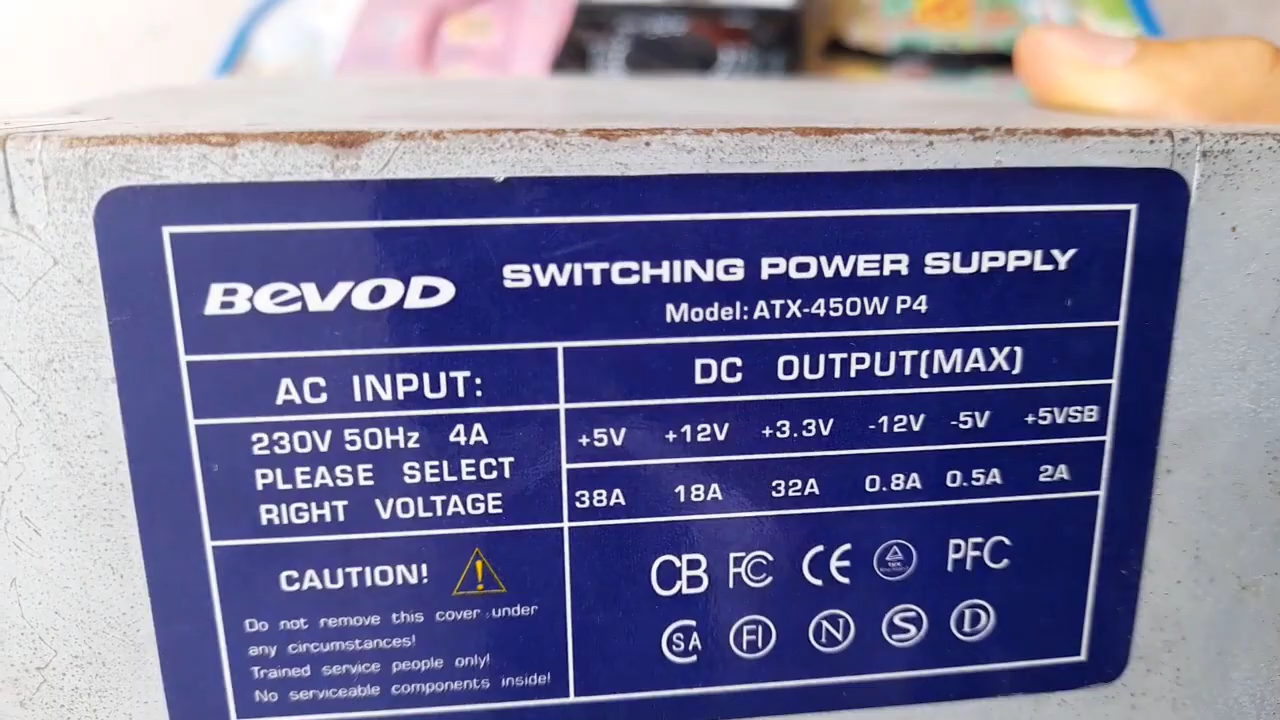 BEVOD
SWITCHING POWER SUPPLY
Model: ATX-450W P4
AC INPUT:
230V 50Hz 4A
PLEASE SELECT
RIGHT VOLTAGE
DC OUTPUT(MAX)
+5V +12V +3.3V -12V -5V +5VSB
38A 18A 32A 0.8A 0.5A 2A
CAUTION!
Do not remove this cover under
any circumstances!
Trained service people only!
No serviceable components inside!
CB FC CE PFC
SA FI N S D